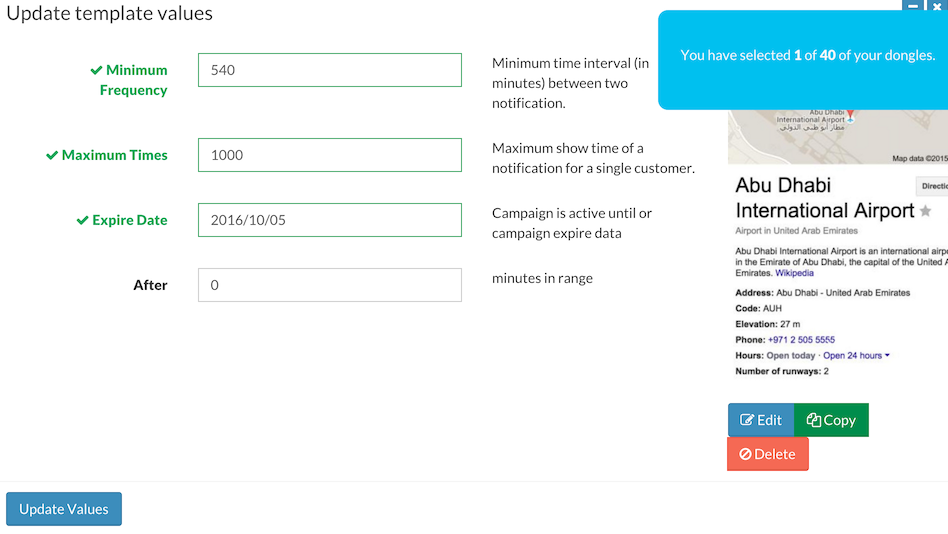 Update template values
You have selected 1 of 40 of your dongles.
Minimum
Frequency
540
Minimum time interval (in
minutes) between two
notification.
Maximum Times
1000
Maximum show time of a
notification for a single customer.
Expire Date
2016/10/05
Campaign is active until or
campaign expire data
After
0
minutes in range
Abu Dhabi
International Airport
مطار أبو ظبي الدولي
Map data ©2015
Abu Dhabi
International Airport
Directio
Airport in United Arab Emirates
Abu Dhabi International Airport is an international airpo
in the Emirate of Abu Dhabi, the capital of the United A
Emirates. Wikipedia
Address: Abu Dhabi - United Arab Emirates
Code: AUH
Elevation: 27 m
Phone: +971 2 505 5555
Hours: Open today · Open 24 hours
Number of runways: 2
Edit
Copy
Delete
Update Values